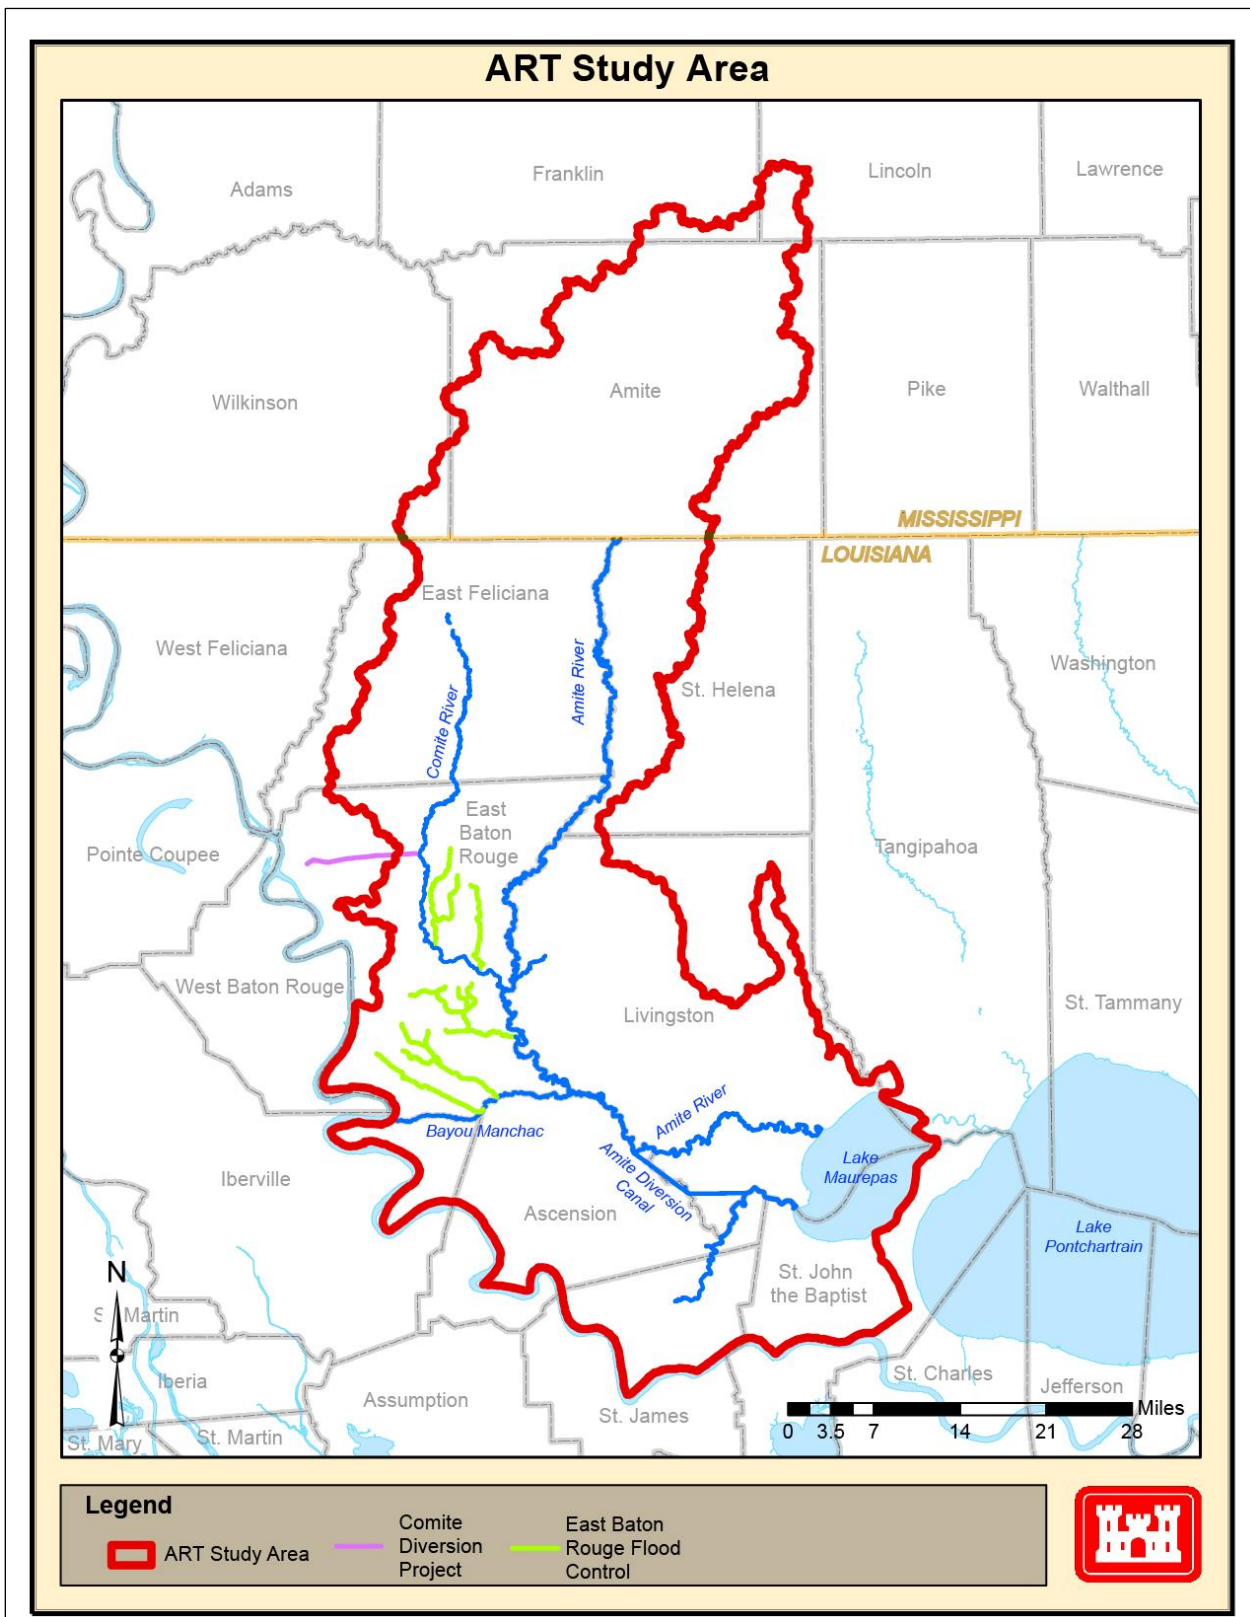 ART Study Area
Adams
Franklin
Lincoln
Lawrence
Wilkinson
Amite
Pike
Walthall
MISSISSIPPI
LOUISIANA
East Feliciana
West Feliciana
Washington
Amite River
St. Helena
Comite River
East
Baton
Rouge
Pointe Coupee
Tangipahoa
West Baton Rouge
Livingston
St. Tammany
Amite River
Bayou Manchac
Lake
Maurepas
Amite Diversion
Canal
Iberville
Ascension
Lake
Pontchartrain
St. John
the Baptist
N
St. Martin
Iberia
Assumption
St. Charles
Jefferson
St. James
St. Mary
St. Martin
Miles
0 3.5 7 14 21 28
Legend
ART Study Area
Comite
Diversion
Project
East Baton
Rouge Flood
Control